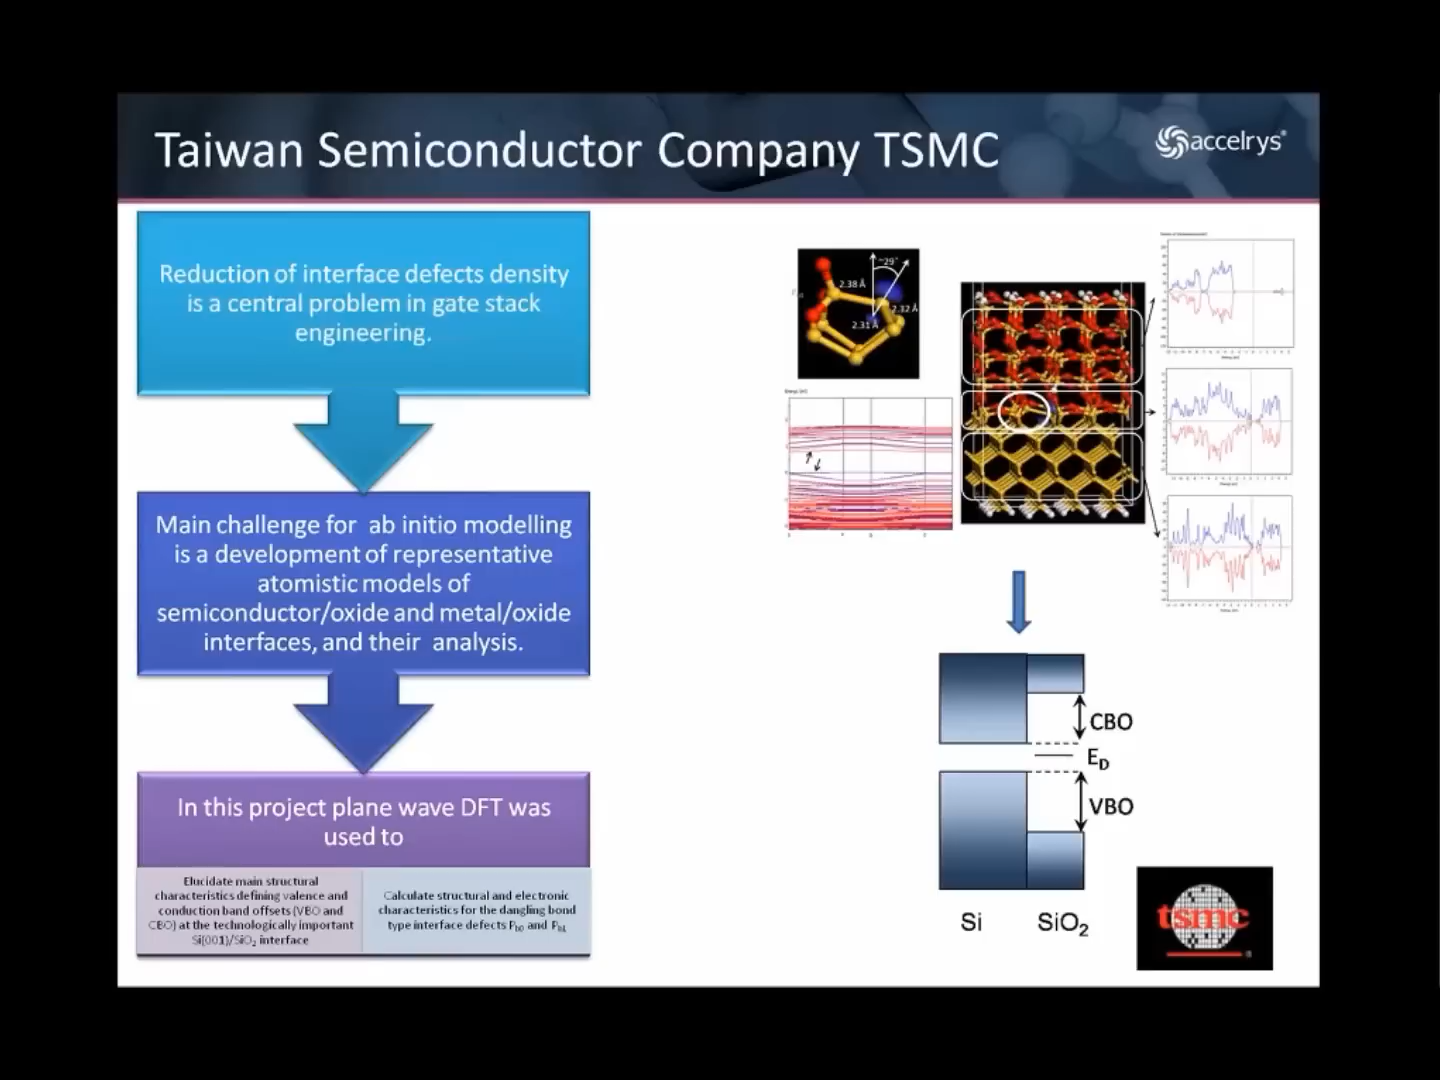 Taiwan Semiconductor Company TSMC
accelrys®
Reduction of interface defects density
is a central problem in gate stack
engineering.
Main challenge for ab initio modelling
is a development of representative
atomistic models of
semiconductor/oxide and metal/oxide
interfaces, and their analysis.
In this project plane wave DFT was
used to
Elucidate main structural
characteristics defining valence and
conduction band offsets (VBO and
CBO) at the technologically important
Si(001)/SiO₂ interface
Calculate structural and electronic
characteristics for the dangling bond
type interface defects Pb0 and Pb1
~29°
2.38 Å
2.32 Å
2.31 Å
CBO
E_D
VBO
Si
SiO₂
tsmc